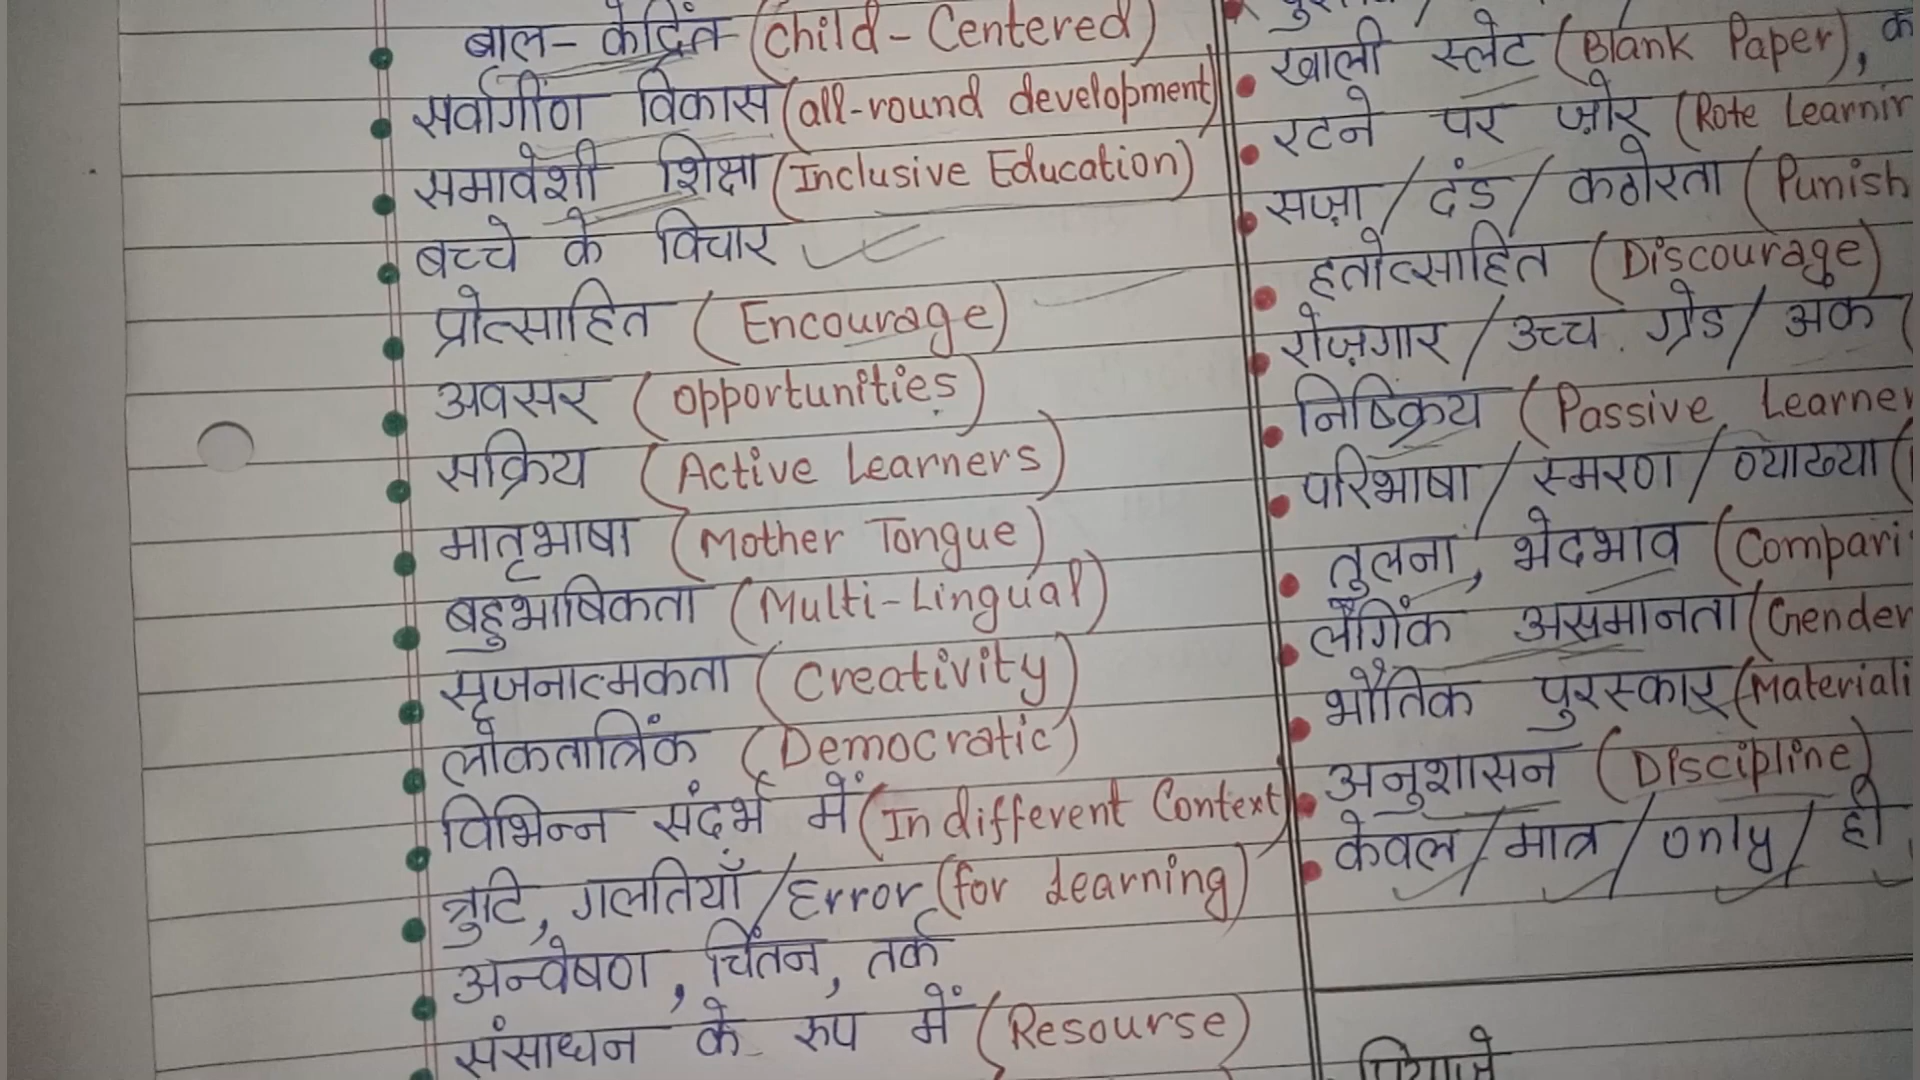 बाल- केंद्रित (Child-Centered)
सर्वांगीण विकास (all-round development)
समावेशी शिक्षा (Inclusive Education)
बच्चे के विचार
प्रोत्साहित (Encourage)
अवसर (opportunities)
सक्रिय (Active Learners)
मातृभाषा (Mother Tongue)
बहुभाषिकता (Multi-Lingual)
सृजनात्मकता (Creativity)
लोकतांत्रिक (Democratic)
विभिन्न संदर्भ में (In different Context)
त्रुटि, गलतियाँ/Error (for Learning)
अन्वेषण, चिंतन, तर्क
संसाधन के रुप में (Resourse)
खाली स्लेट (Blank Paper),
रटने पर ज़ोर (Rote
सज़ा / दंड / कठोरता (Punish
हतोत्साहित (Discourage)
रोज़गार / उच्च ग्रेड / अंक (
निष्क्रिय (Passive Learner
परिभाषा / स्मरण / व्याख्या (
तुलना, भेदभाव (Compari
लैंगिक असमानता (Gender
भौतिक पुरस्कार (Materiali
अनुशासन (Discipline)
केवल / मात्र / only / ही